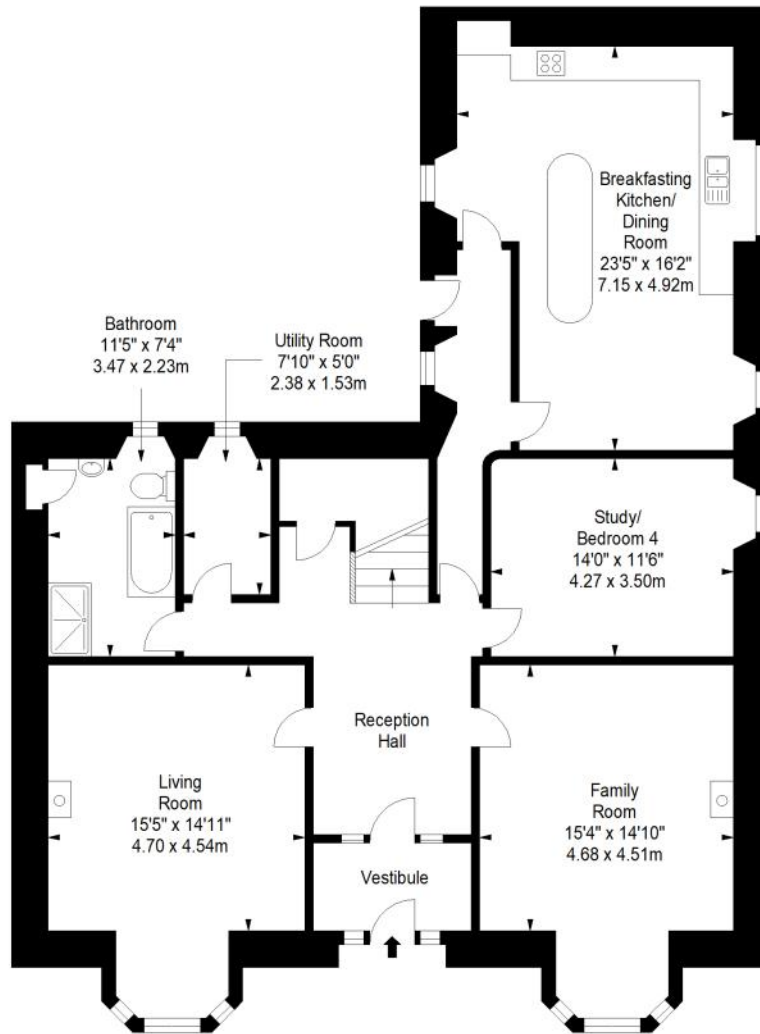 Breakfasting
Kitchen/
Dining
Room
23'5" x 16'2"
7.15 x 4.92m
Bathroom
11'5" x 7'4"
3.47 x 2.23m
Utility Room
7'10" x 5'0"
2.38 x 1.53m
Study/
Bedroom 4
14'0" x 11'6"
4.27 x 3.50m
Reception
Hall
Living
Room
15'5" x 14'11"
4.70 x 4.54m
Family
Room
15'4" x 14'10"
4.68 x 4.51m
Vestibule